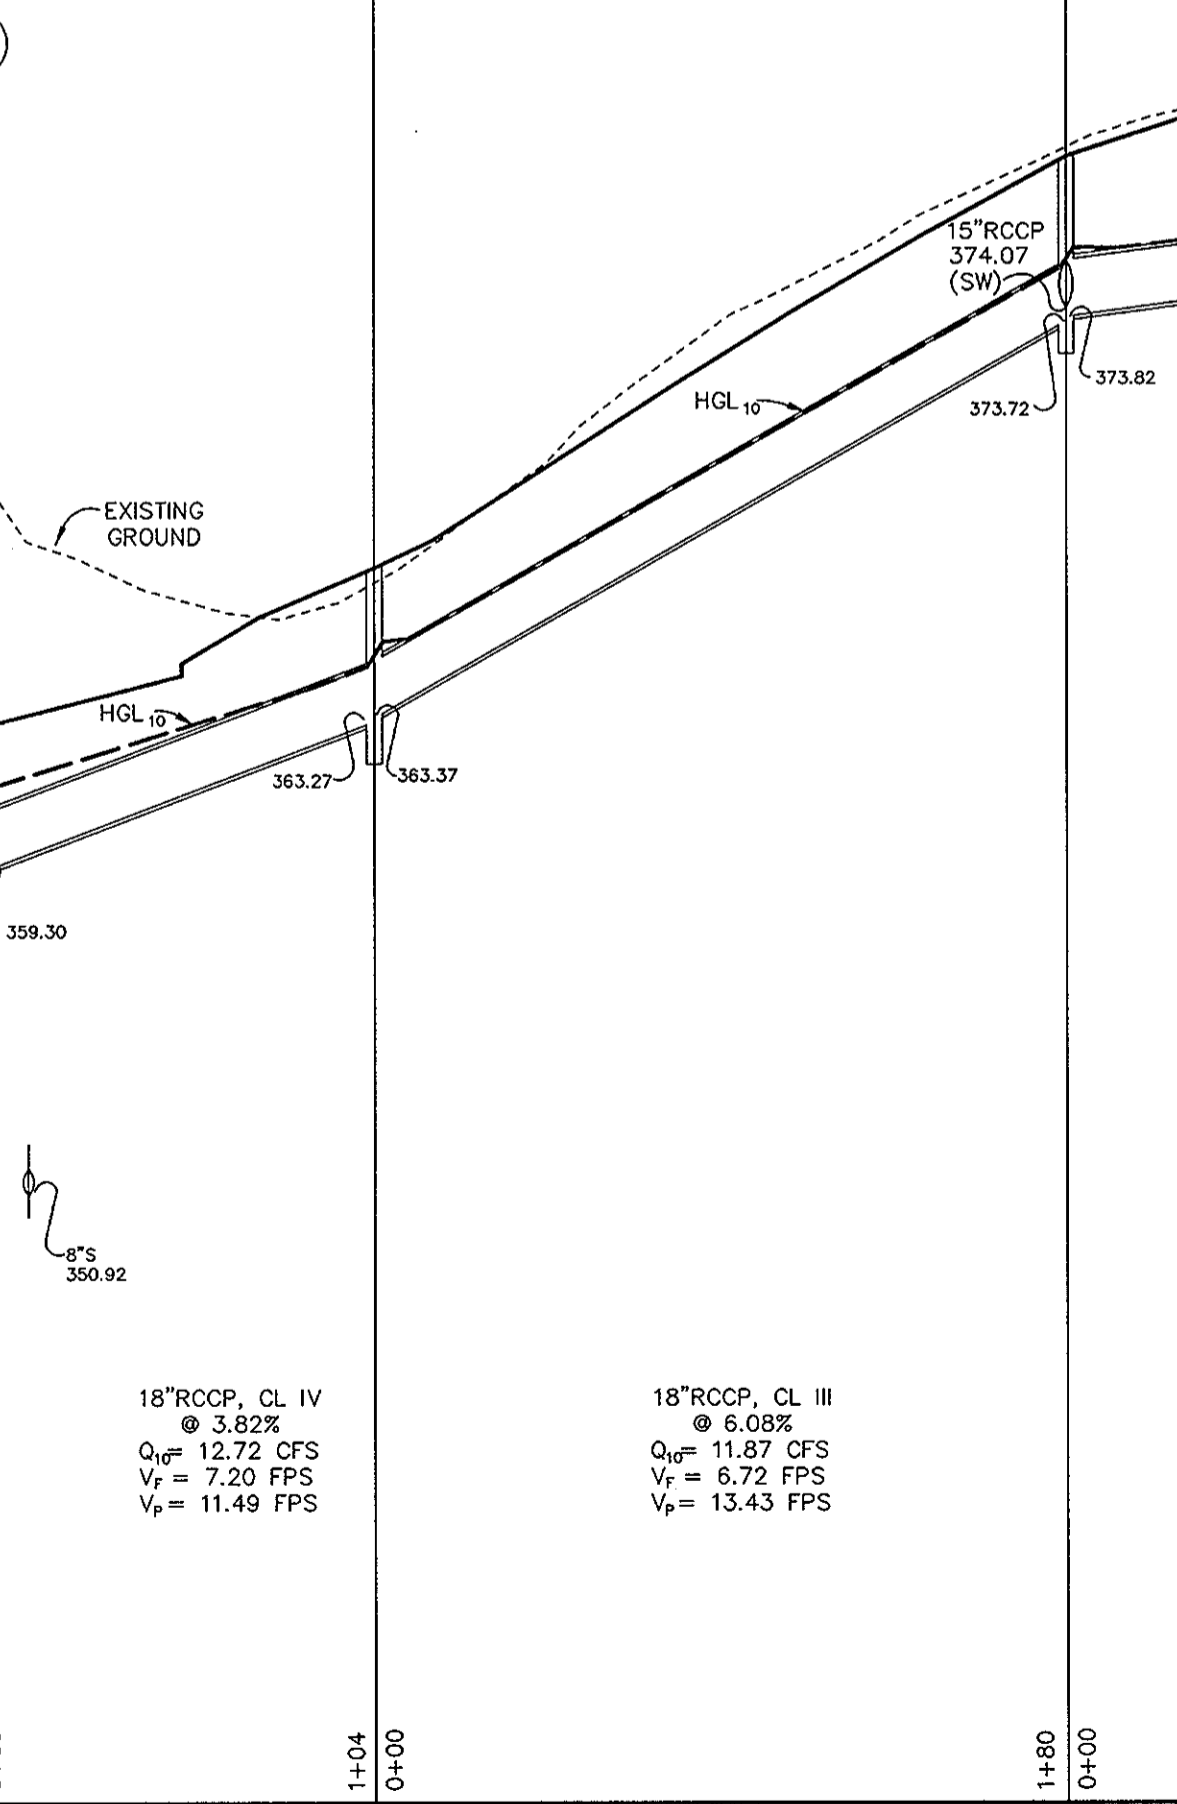 15"RCCP
374.07
(SW)
373.82
373.72
HGL10
EXISTING
GROUND
HGL10
363.27
363.37
359.30
8"S
350.92
18"RCCP, CL IV
@ 3.82%
Q10= 12.72 CFS
VF = 7.20 FPS
VP = 11.49 FPS
18"RCCP, CL III
@ 6.08%
Q10= 11.87 CFS
VF = 6.72 FPS
VP = 13.43 FPS
1+04
0+00
1+80
0+00